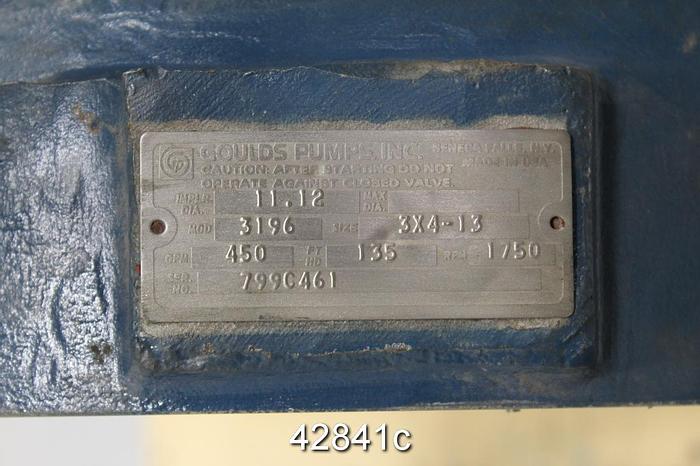 GP GOULDS PUMPS, INC. SENECA FALLS, N.Y.
CAUTION: AFTER STARTING DO NOT MADE IN USA
OPERATE AGAINST CLOSED VALVE.
IMPLR. DIA. 11.12 MAX DIA.
MOD 3196 SIZE 3X4-13
GPM 450 FT HD 135 RPM 1750
SER. NO. 799C461
42841c